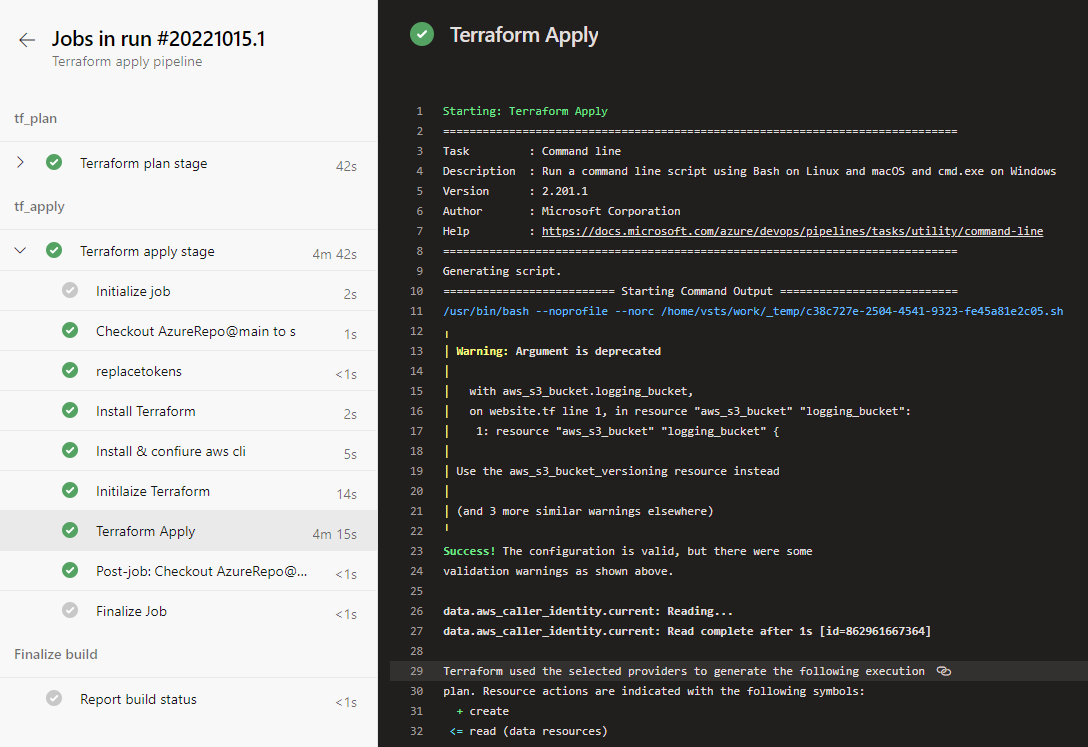 Jobs in run #20221015.1
Terraform apply pipeline
tf_plan
Terraform plan stage 42s
tf_apply
Terraform apply stage 4m 42s
Initialize job 2s
Checkout AzureRepo@main to s 1s
replacetokens <1s
Install Terraform 2s
Install & confiure aws cli 5s
Initilaize Terraform 14s
Terraform Apply 4m 15s
Post-job: Checkout AzureRepo@... <1s
Finalize Job <1s
Finalize build
Report build status <1s
Terraform Apply
1 Starting: Terraform Apply
2 ==============================================================================
3 Task : Command line
4 Description : Run a command line script using Bash on Linux and macOS and cmd.exe on Windows
5 Version : 2.201.1
6 Author : Microsoft Corporation
7 Help : https://docs.microsoft.com/azure/devops/pipelines/tasks/utility/command-line
8 ==============================================================================
9 Generating script.
10 ========================== Starting Command Output ===========================
11 /usr/bin/bash --noprofile --norc /home/vsts/work/_temp/c38c727e-2504-4541-9323-fe45a81e2c05.sh
12 ╷
13 │ Warning: Argument is deprecated
14 │
15 │   with aws_s3_bucket.logging_bucket,
16 │   on website.tf line 1, in resource "aws_s3_bucket" "logging_bucket":
17 │    1: resource "aws_s3_bucket" "logging_bucket" {
18 │
19 │ Use the aws_s3_bucket_versioning resource instead
20 │
21 │ (and 3 more similar warnings elsewhere)
22 ╵
23 Success! The configuration is valid, but there were some
24 validation warnings as shown above.
25
26 data.aws_caller_identity.current: Reading...
27 data.aws_caller_identity.current: Read complete after 1s [id=862961667364]
28
29 Terraform used the selected providers to generate the following execution
30 plan. Resource actions are indicated with the following symbols:
31   + create
32  <= read (data resources)